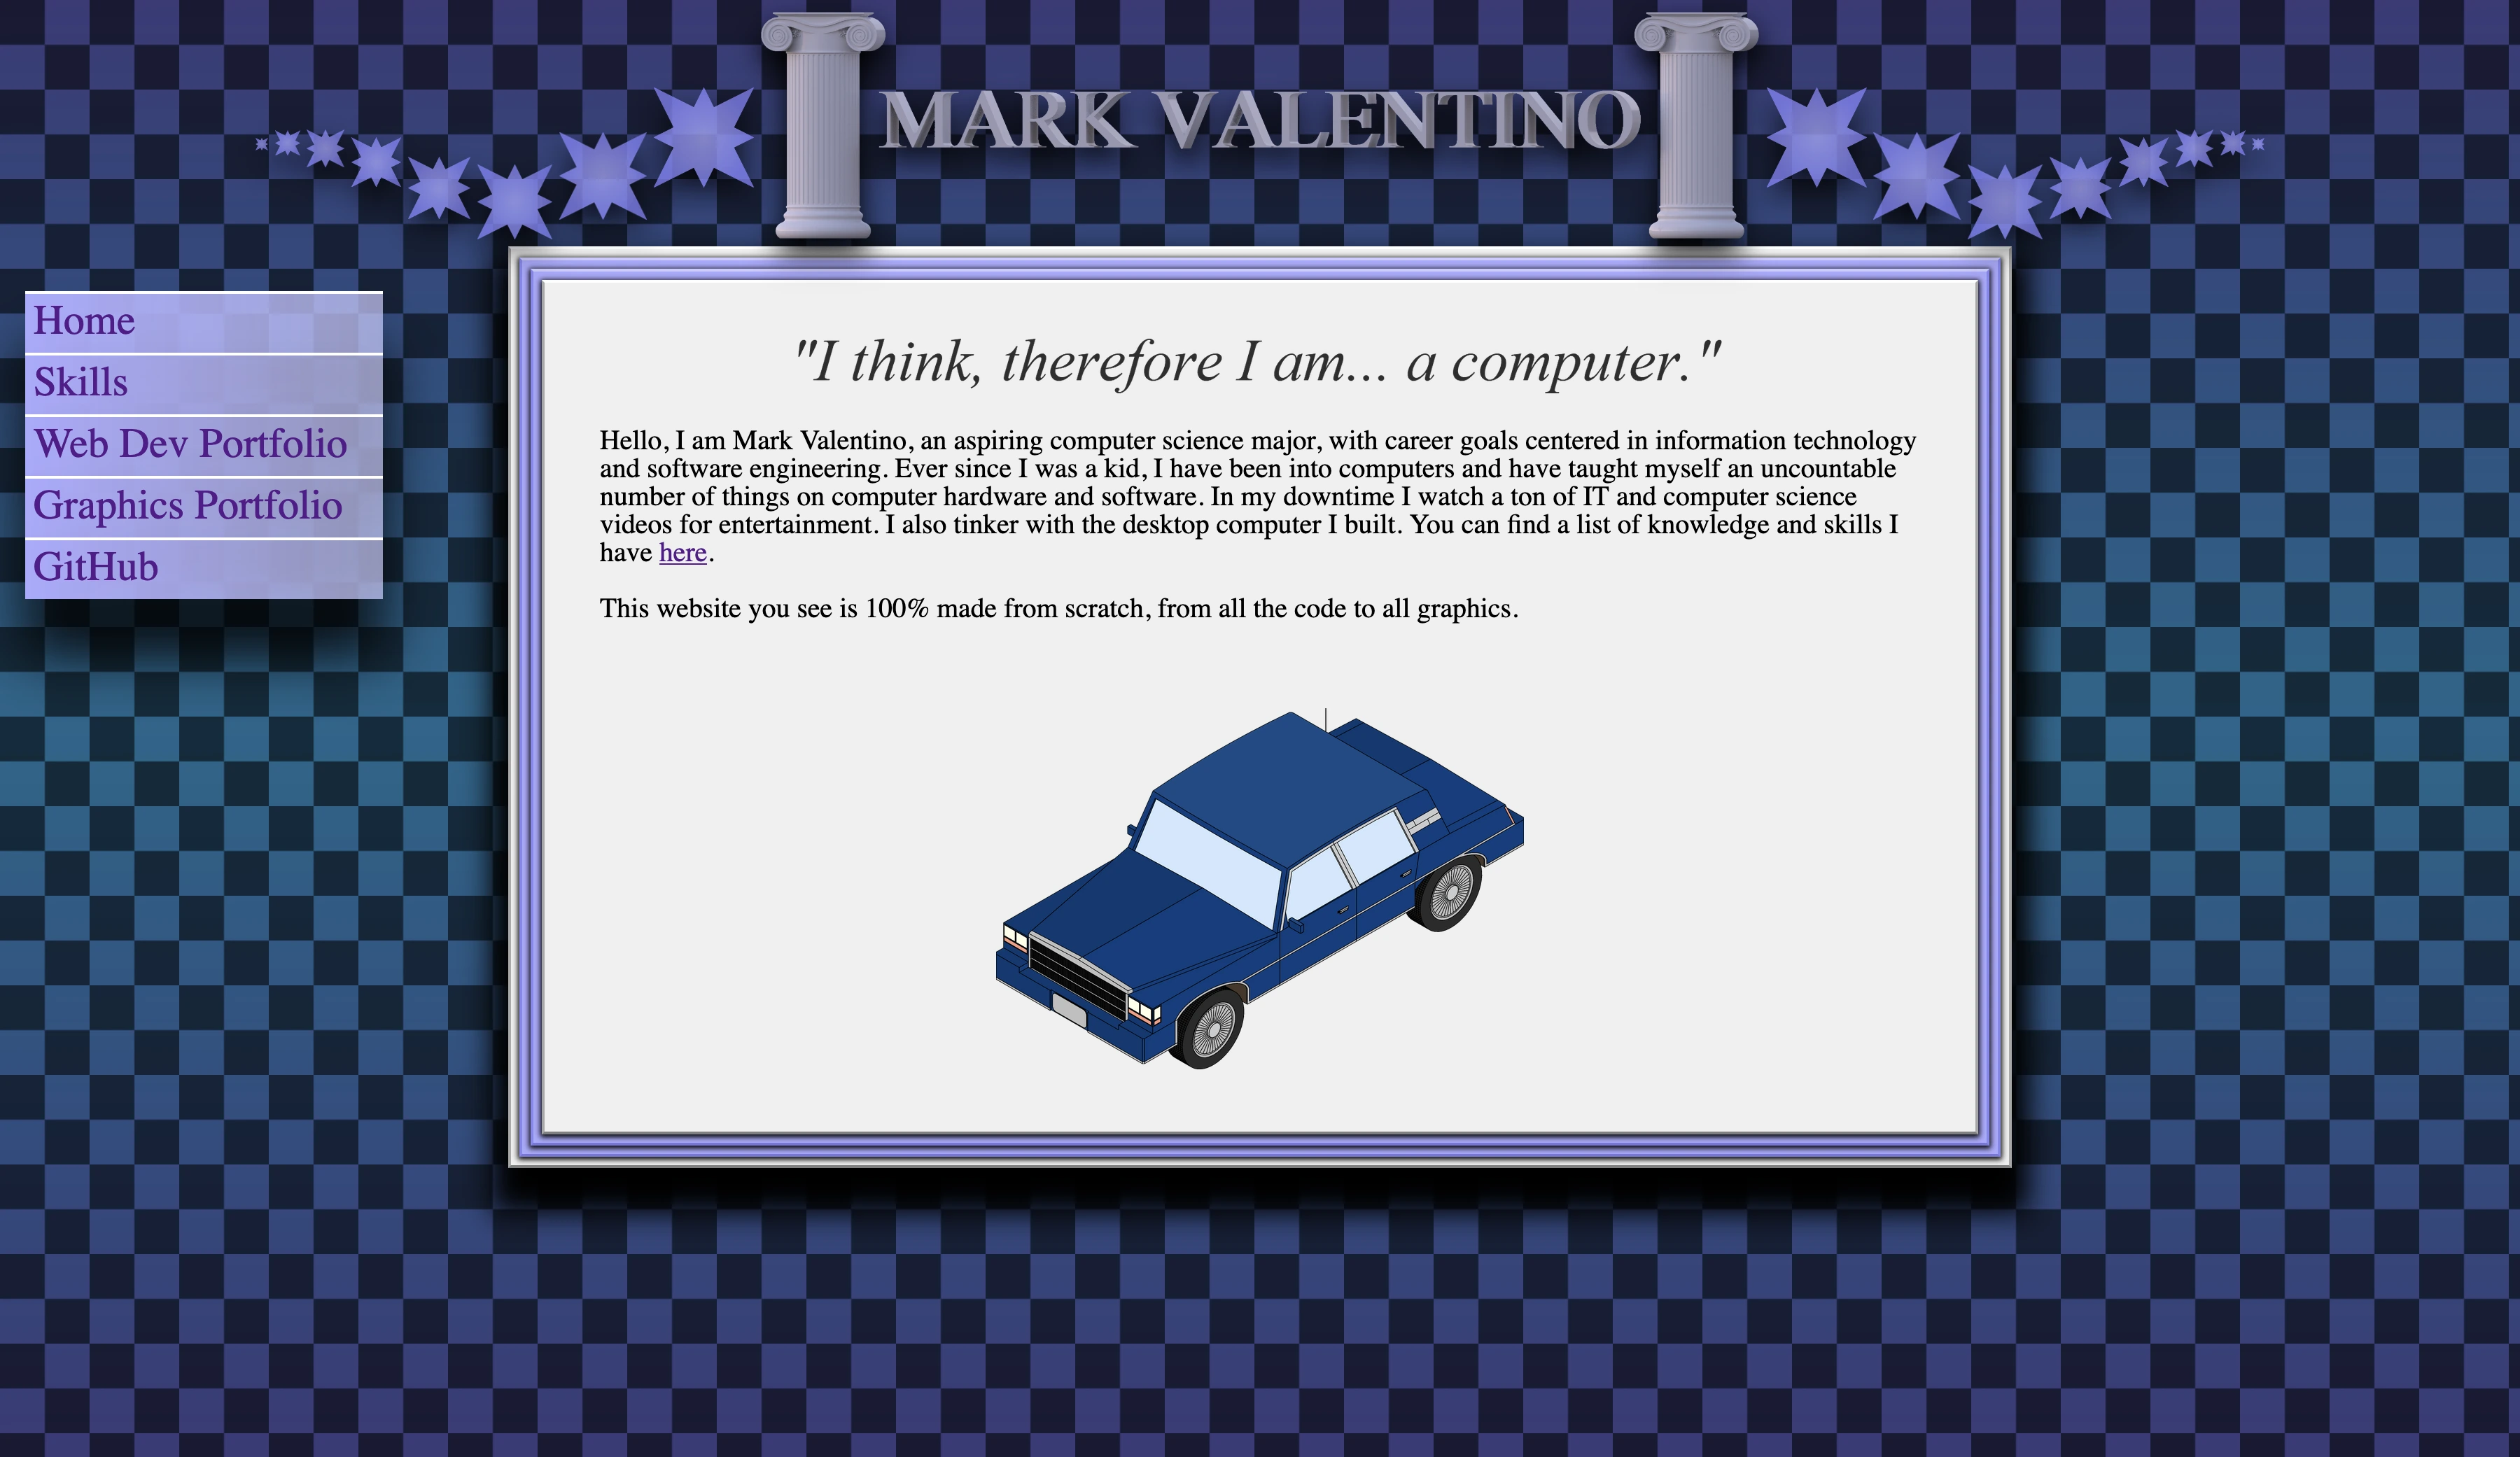 MARK VALENTINO
Home
Skills
Web Dev Portfolio
Graphics Portfolio
GitHub
"I think, therefore I am... a computer."
Hello, I am Mark Valentino, an aspiring computer science major, with career goals centered in information technology
and software engineering. Ever since I was a kid, I have been into computers and have taught myself an uncountable
number of things on computer hardware and software. In my downtime I watch a ton of IT and computer science
videos for entertainment. I also tinker with the desktop computer I built. You can find a list of knowledge and skills I
have here.
This website you see is 100% made from scratch, from all the code to all graphics.